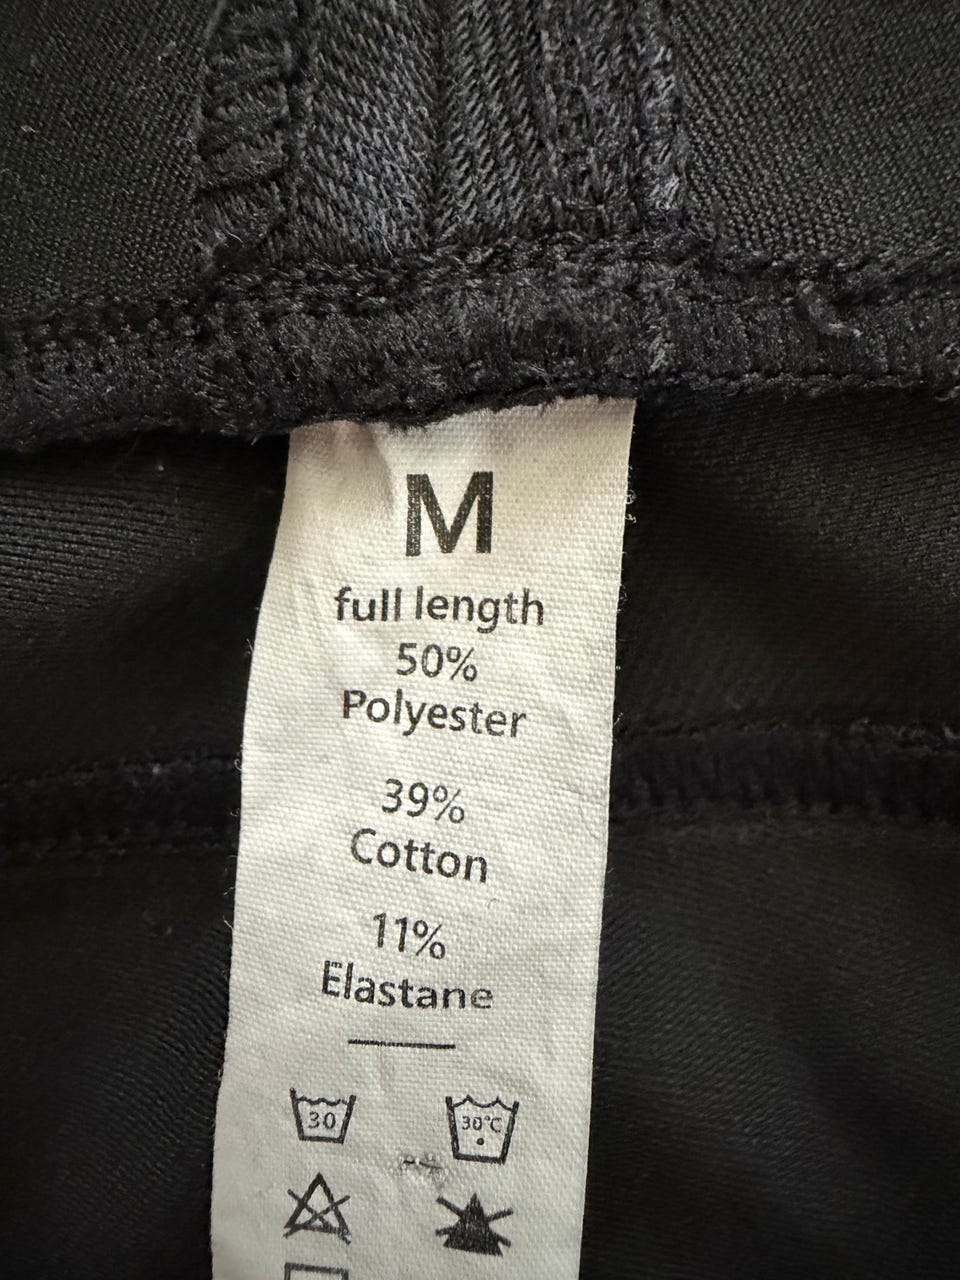 M
full length
50%
Polyester
39%
Cotton
11%
Elastane
30 30°C